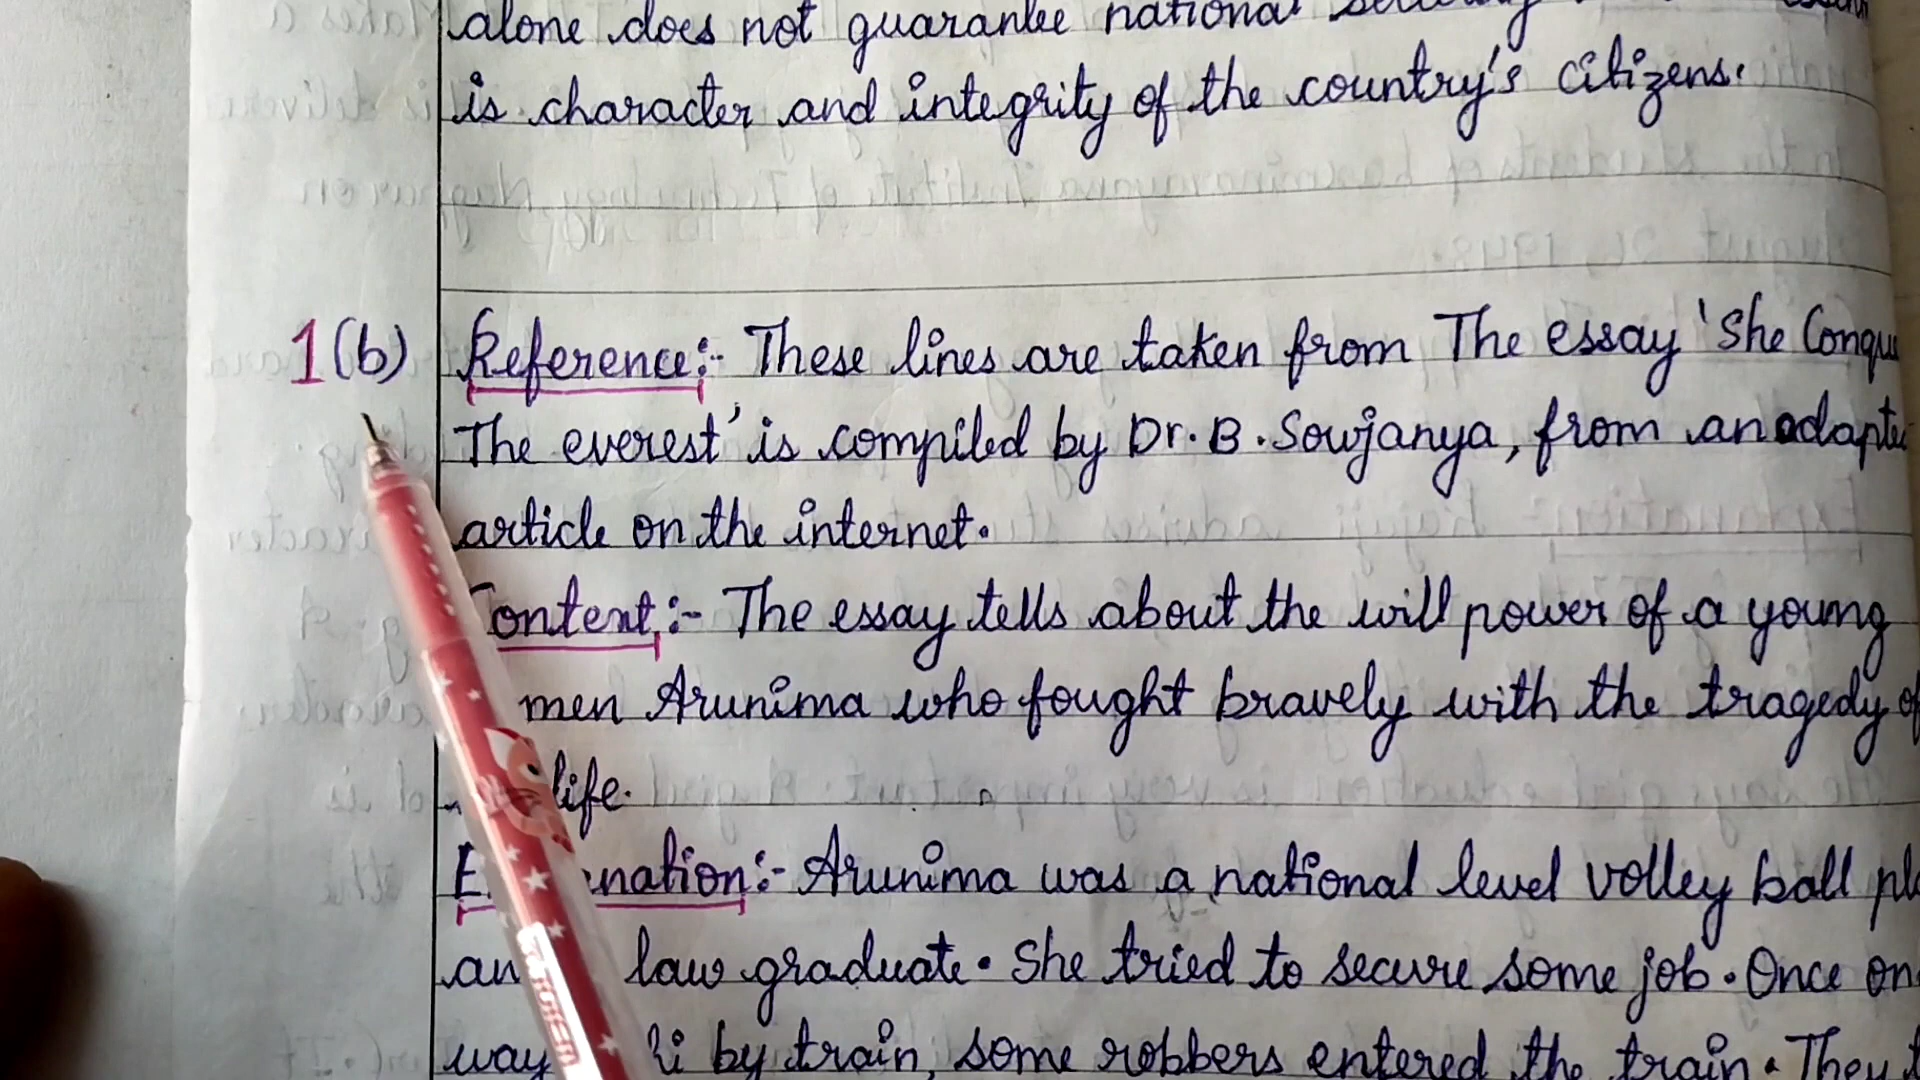 alone does not guarantee national
is character and integrity of the country's citizens.
1(b) Reference:- These lines are taken from The essay 'She
The everest' is compiled by Dr. B. Sowjanya, from an
article on the internet.
Content:- The essay tells about the will power of a young
men Arunima who fought bravely with the tragedy of
life.
Arunima was a national level volley ball
law graduate. She tried to secure some job. Once on
way by train, some robbers entered the train. They